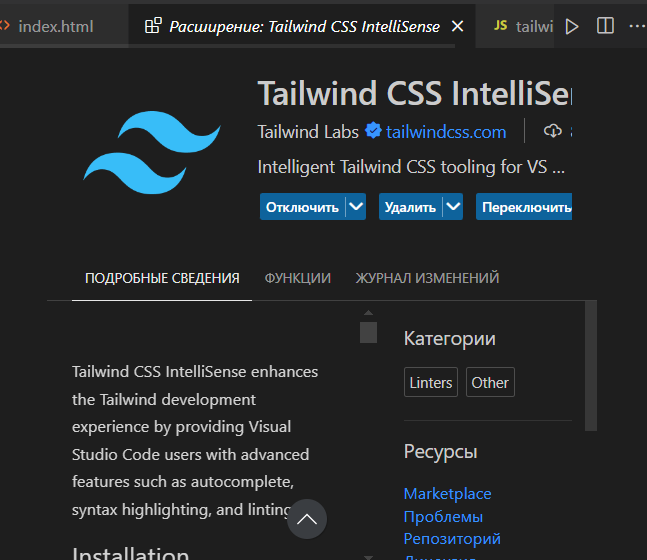 index.html
Расширение: Tailwind CSS IntelliSense
JS tailwi
Tailwind CSS IntelliSe
Tailwind Labs tailwindcss.com
Intelligent Tailwind CSS tooling for VS ...
Отключить
Удалить
Переключить
ПОДРОБНЫЕ СВЕДЕНИЯ
ФУНКЦИИ
ЖУРНАЛ ИЗМЕНЕНИЙ
Tailwind CSS IntelliSense enhances
the Tailwind development
experience by providing Visual
Studio Code users with advanced
features such as autocomplete,
syntax highlighting, and linting
Installation
Категории
Linters
Other
Ресурсы
Marketplace
Проблемы
Репозиторий
Лицензия